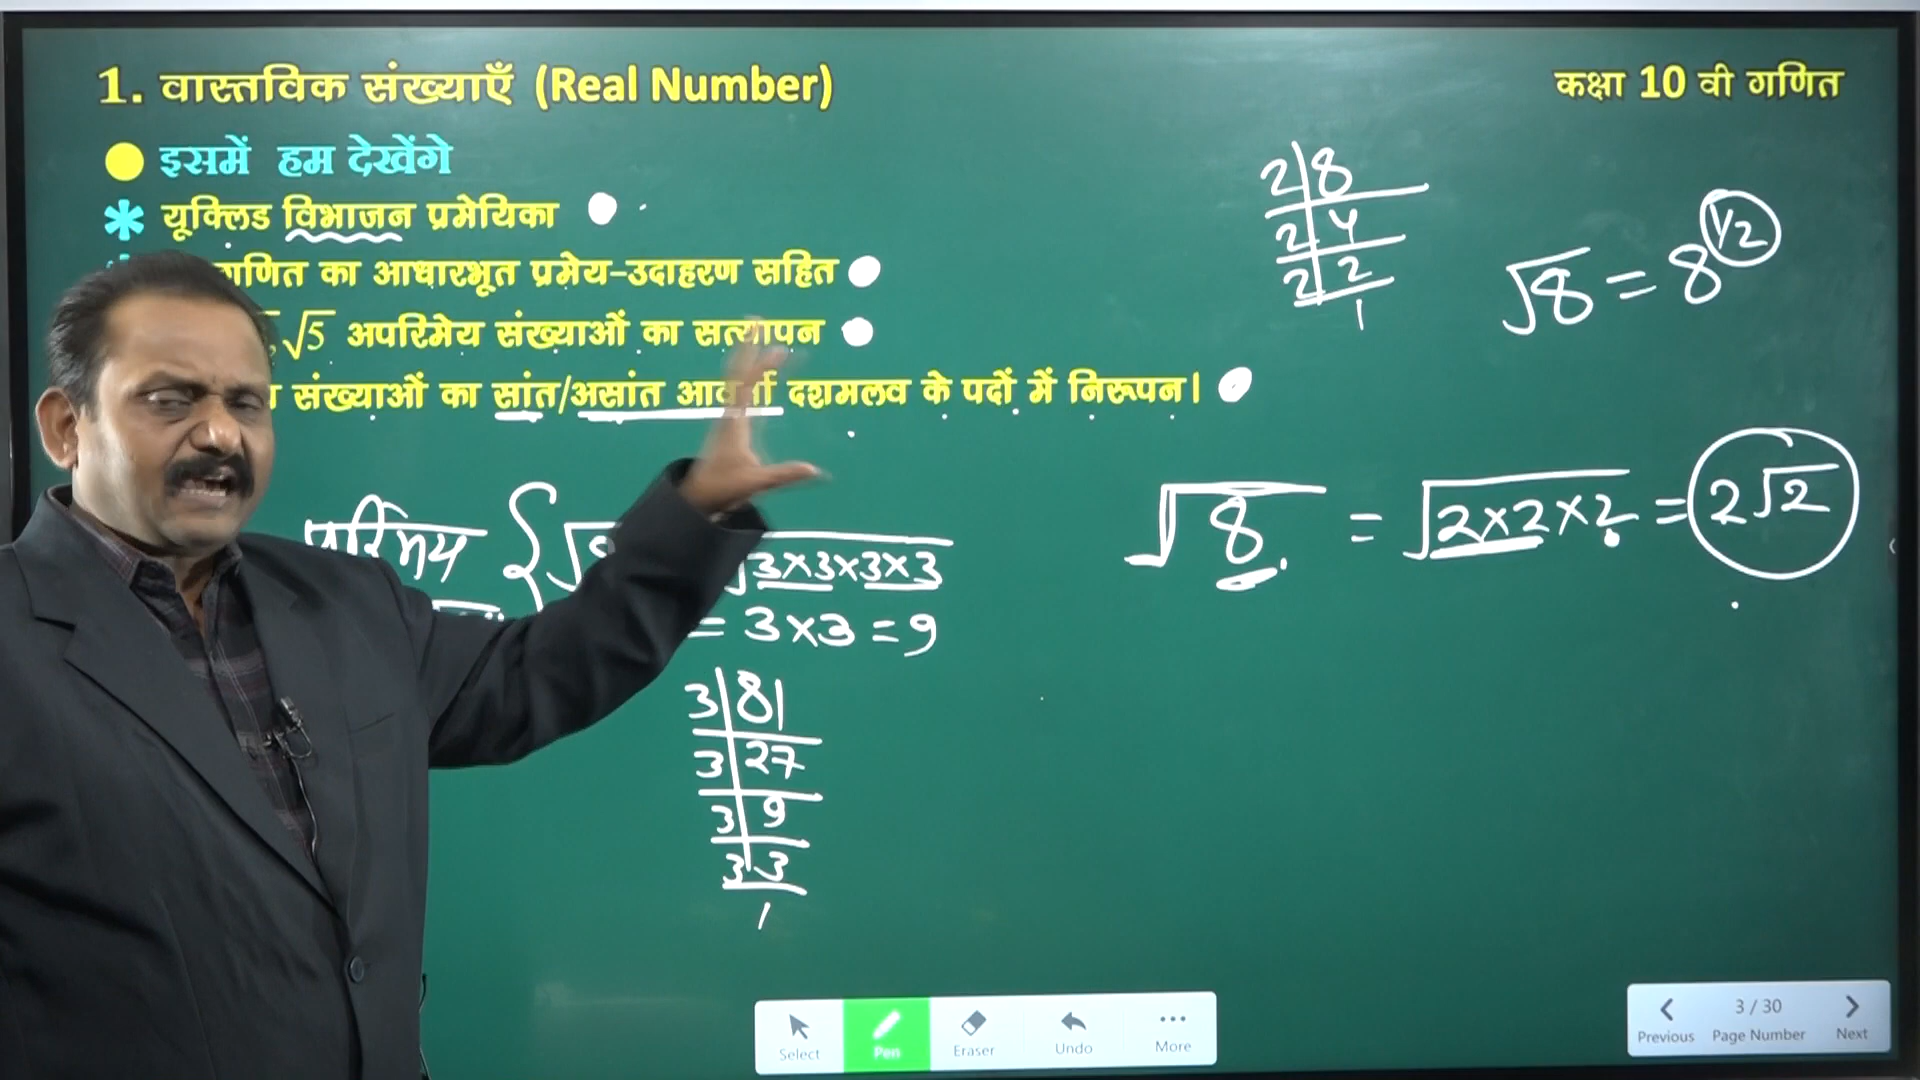 1. वास्तविक संख्याएँ (Real Number)
कक्षा 10 वी गणित
इसमें हम देखेंगे
* यूक्लिड विभाजन प्रमेयिका
गणित का आधारभूत प्रमेय-उदाहरण सहित
√5 अपरिमेय संख्याओं का सत्यापन
संख्याओं का सांत/असांत आवर्ती दशमलव के पदों में निरूपन।
2|8
2|4
2|2
1
√8 = 8^1/2
परिमेय
√3×3×3×3
= 3×3 = 9
√8 = √2×2×2 = 2√2
3|81
3|27
3|9
3|3
1
Select
Pen
Eraser
Undo
More
3 / 30
Previous
Page Number
Next